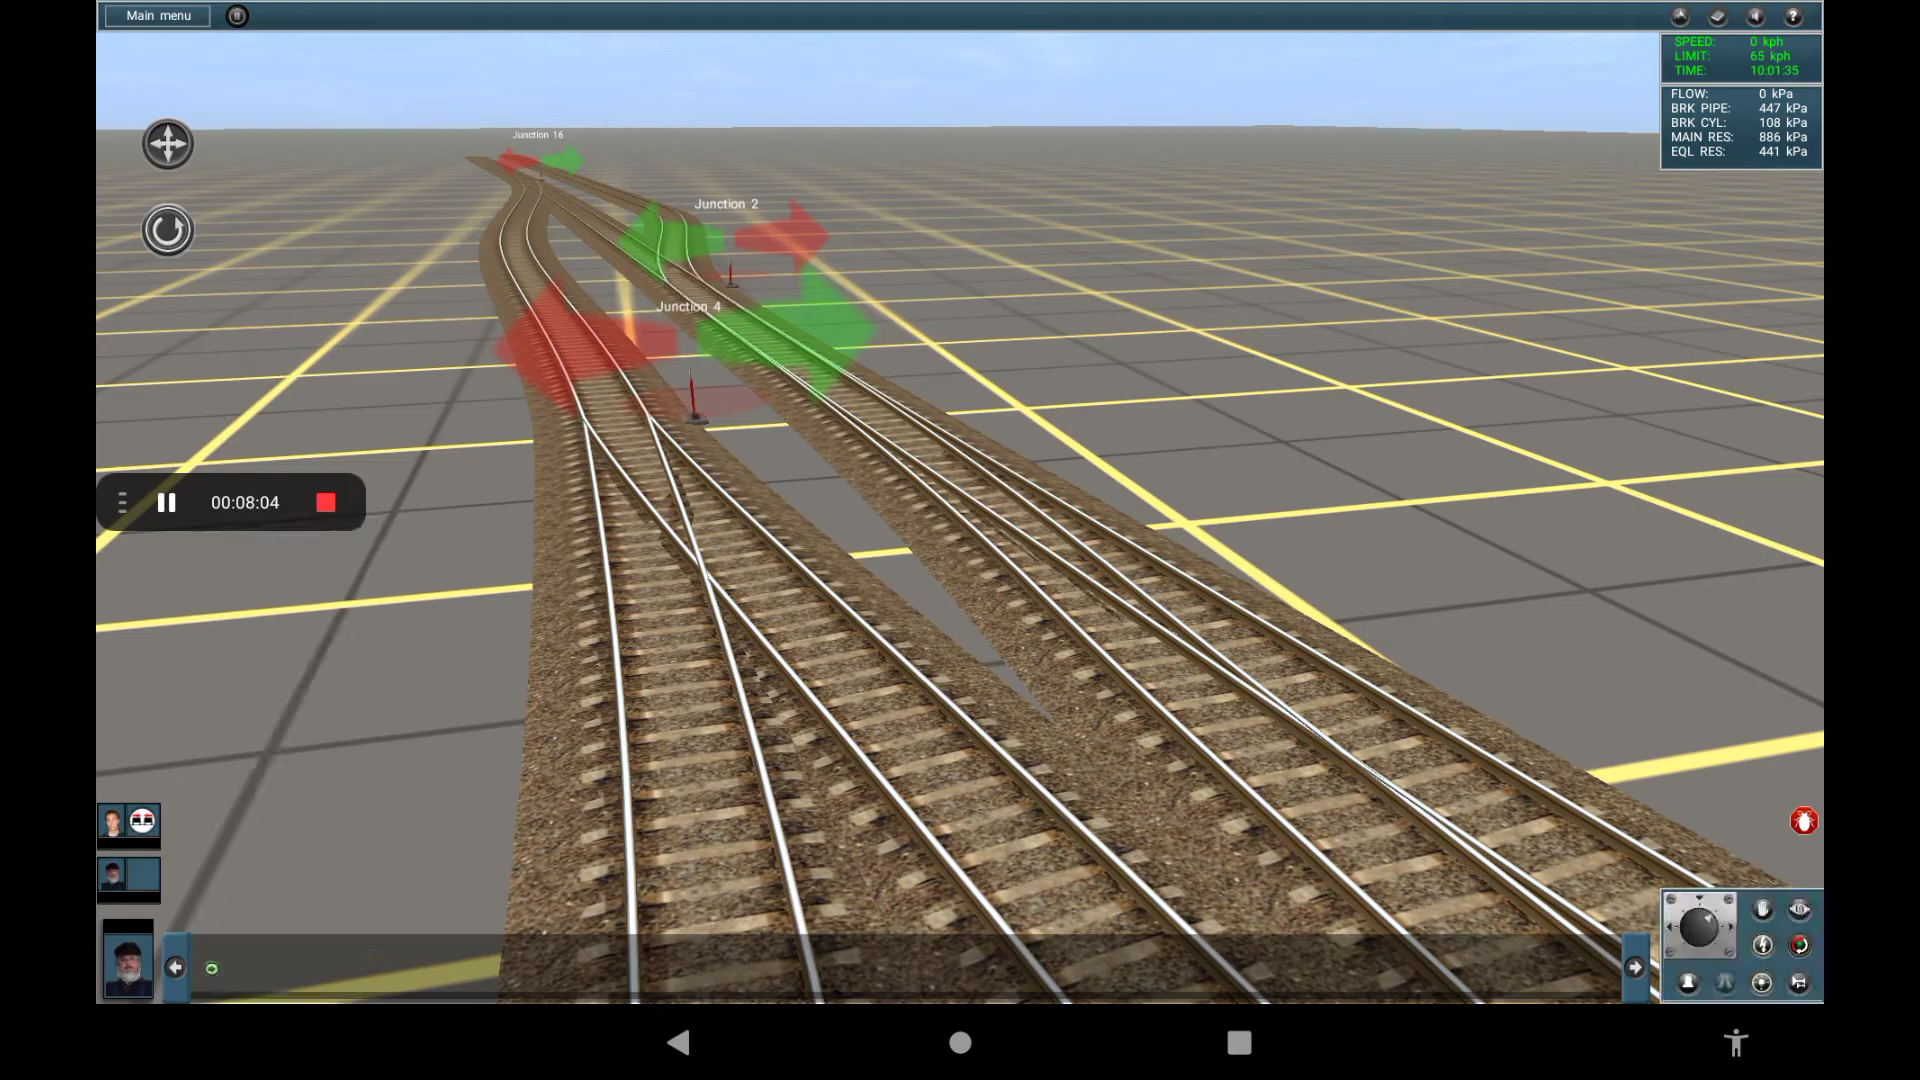 Main menu
?
SPEED: 0 kph
LIMIT: 65 kph
TIME: 10:01:35
FLOW: 0 kPa
BRK PIPE: 447 kPa
BRK CYL: 108 kPa
MAIN RES: 886 kPa
EQL RES: 441 kPa
Junction 16
Junction 2
Junction 4
00:08:04